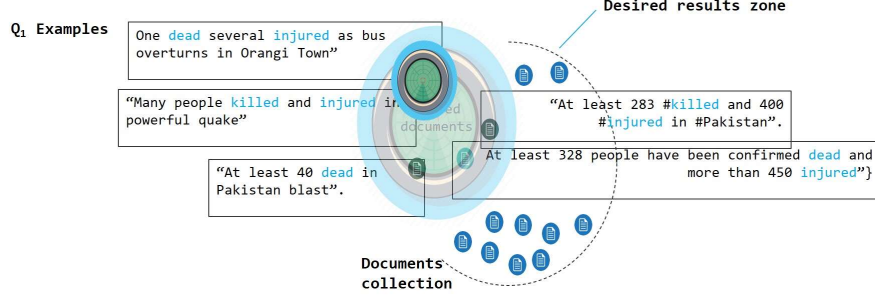 Desired results zone
Q1 Examples
One dead several injured as bus
overturns in Orangi Town”
“Many people killed and injured in
powerful quake”
“At least 40 dead in
Pakistan blast”.
documents
“At least 283 #killed and 400
#injured in #Pakistan”.
At least 328 people have been confirmed dead and
more than 450 injured”}
Documents
collection